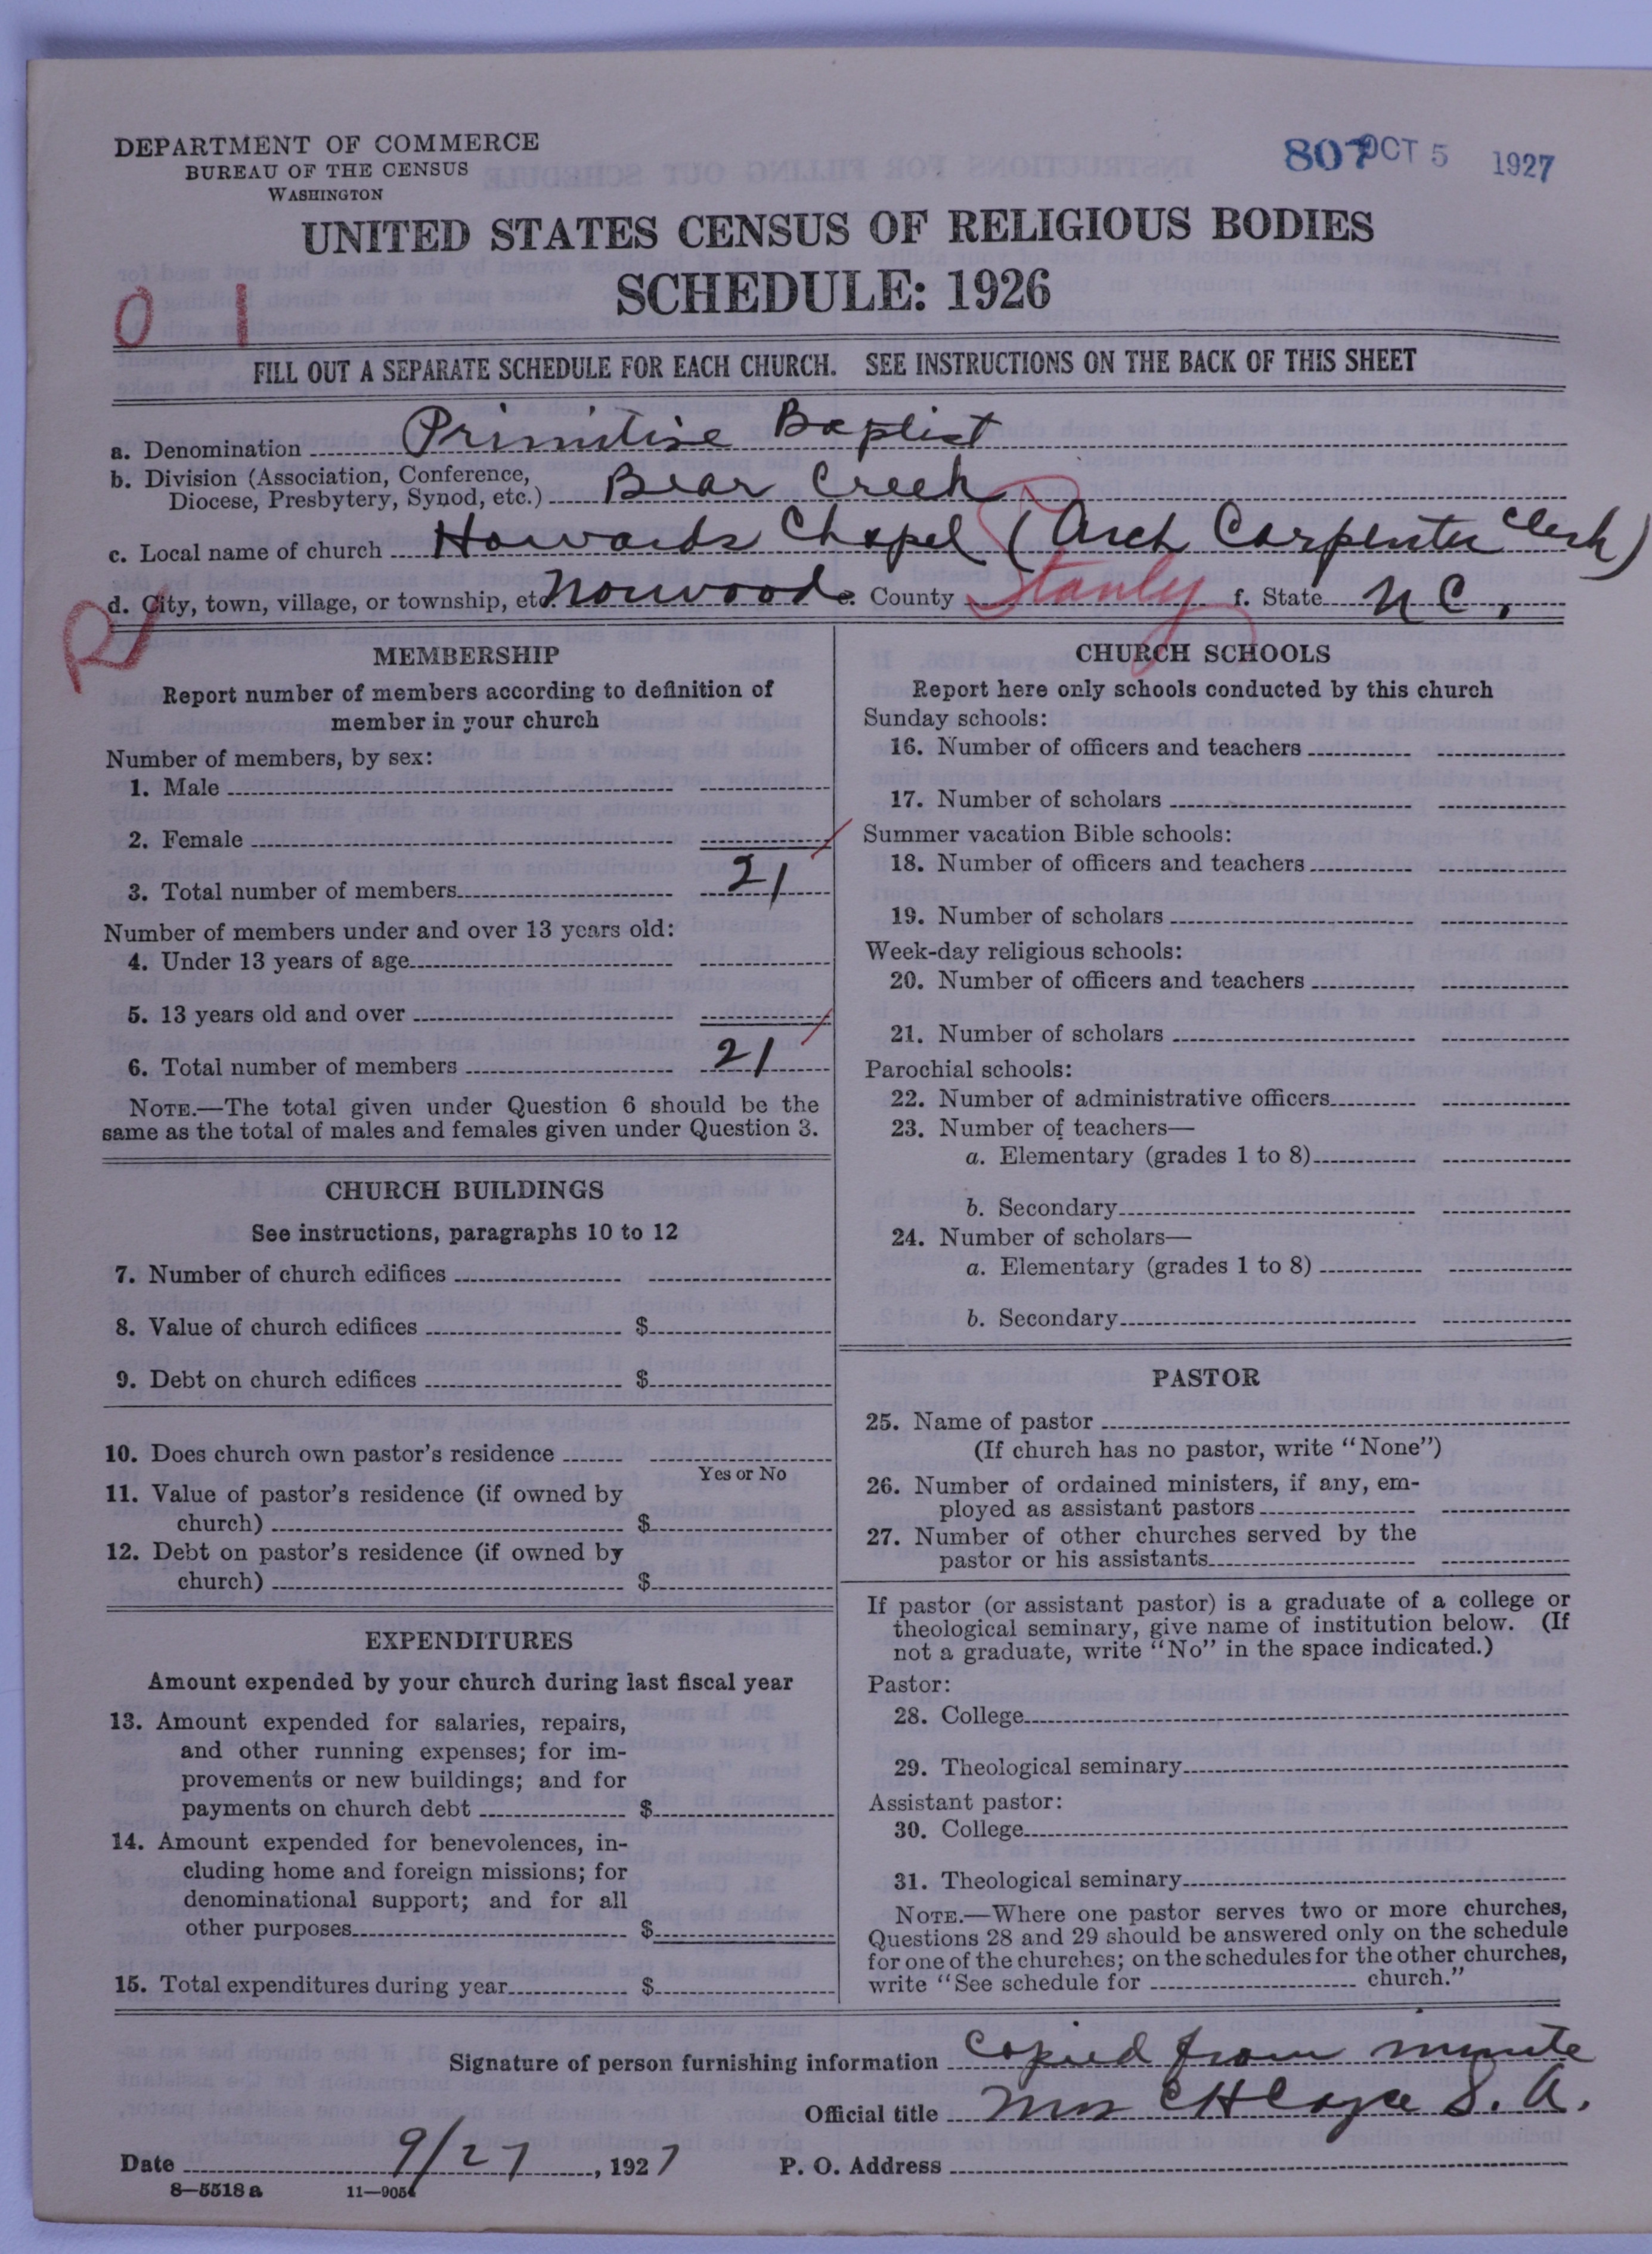 DEPARTMENT OF COMMERCE
BUREAU OF THE CENSUS
WASHINGTON
807 OCT 5 1927
UNITED STATES CENSUS OF RELIGIOUS BODIES
SCHEDULE: 1926
0 1
FILL OUT A SEPARATE SCHEDULE FOR EACH CHURCH. SEE INSTRUCTIONS ON THE BACK OF THIS SHEET
a. Denomination Primitive Baptist
b. Division (Association, Conference,
Diocese, Presbytery, Synod, etc.) Bear Creek
c. Local name of church Howards Chapel (Arch Carpenter Clerk)
d. City, town, village, or township, etc. Norwood e. County Stanly f. State N C.
R
MEMBERSHIP
Report number of members according to definition of
member in your church
Number of members, by sex:
1. Male
2. Female
3. Total number of members 21
Number of members under and over 13 years old:
4. Under 13 years of age
5. 13 years old and over
6. Total number of members 21
NOTE.—The total given under Question 6 should be the
same as the total of males and females given under Question 3.
CHURCH BUILDINGS
See instructions, paragraphs 10 to 12
7. Number of church edifices
8. Value of church edifices $
9. Debt on church edifices $
10. Does church own pastor's residence
Yes or No
11. Value of pastor's residence (if owned by
church) $
12. Debt on pastor's residence (if owned by
church) $
EXPENDITURES
Amount expended by your church during last fiscal year
13. Amount expended for salaries, repairs,
and other running expenses; for im-
provements or new buildings; and for
payments on church debt $
14. Amount expended for benevolences, in-
cluding home and foreign missions; for
denominational support; and for all
other purposes $
15. Total expenditures during year $
CHURCH SCHOOLS
Report here only schools conducted by this church
Sunday schools:
16. Number of officers and teachers
17. Number of scholars
Summer vacation Bible schools:
18. Number of officers and teachers
19. Number of scholars
Week-day religious schools:
20. Number of officers and teachers
21. Number of scholars
Parochial schools:
22. Number of administrative officers
23. Number of teachers—
a. Elementary (grades 1 to 8)
b. Secondary
24. Number of scholars—
a. Elementary (grades 1 to 8)
b. Secondary
PASTOR
25. Name of pastor
(If church has no pastor, write "None")
26. Number of ordained ministers, if any, em-
ployed as assistant pastors
27. Number of other churches served by the
pastor or his assistants
If pastor (or assistant pastor) is a graduate of a college or
theological seminary, give name of institution below. (If
not a graduate, write "No" in the space indicated.)
Pastor:
28. College
29. Theological seminary
Assistant pastor:
30. College
31. Theological seminary
NOTE.—Where one pastor serves two or more churches,
Questions 28 and 29 should be answered only on the schedule
for one of the churches; on the schedules for the other churches,
write "See schedule for church."
Signature of person furnishing information Copied from minute
Official title Mrs S. A.
Date 9/27, 1927 P. O. Address
8—5518a 11—9054